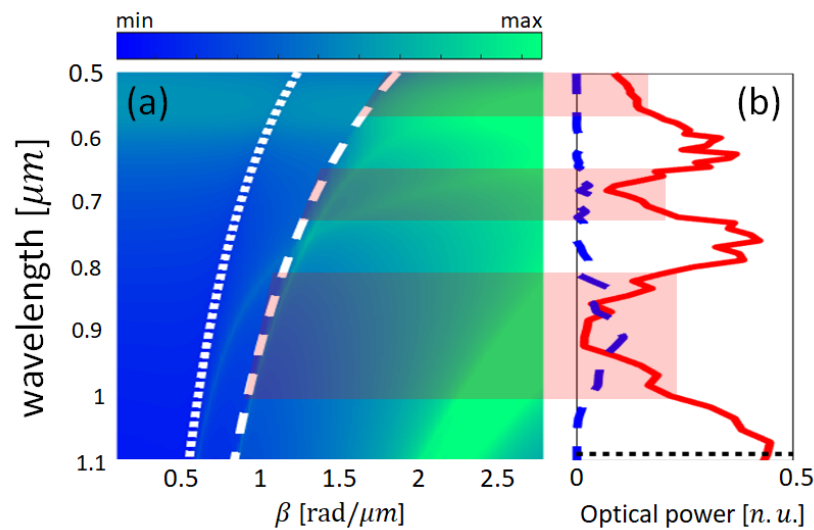 min max
0.5 (a) (b)
0.6
0.7
0.8
0.9
1
1.1
wavelength [μm]
0.5 1 1.5 2 2.5 0 0.5
β [rad/μm] Optical power [n. u.]